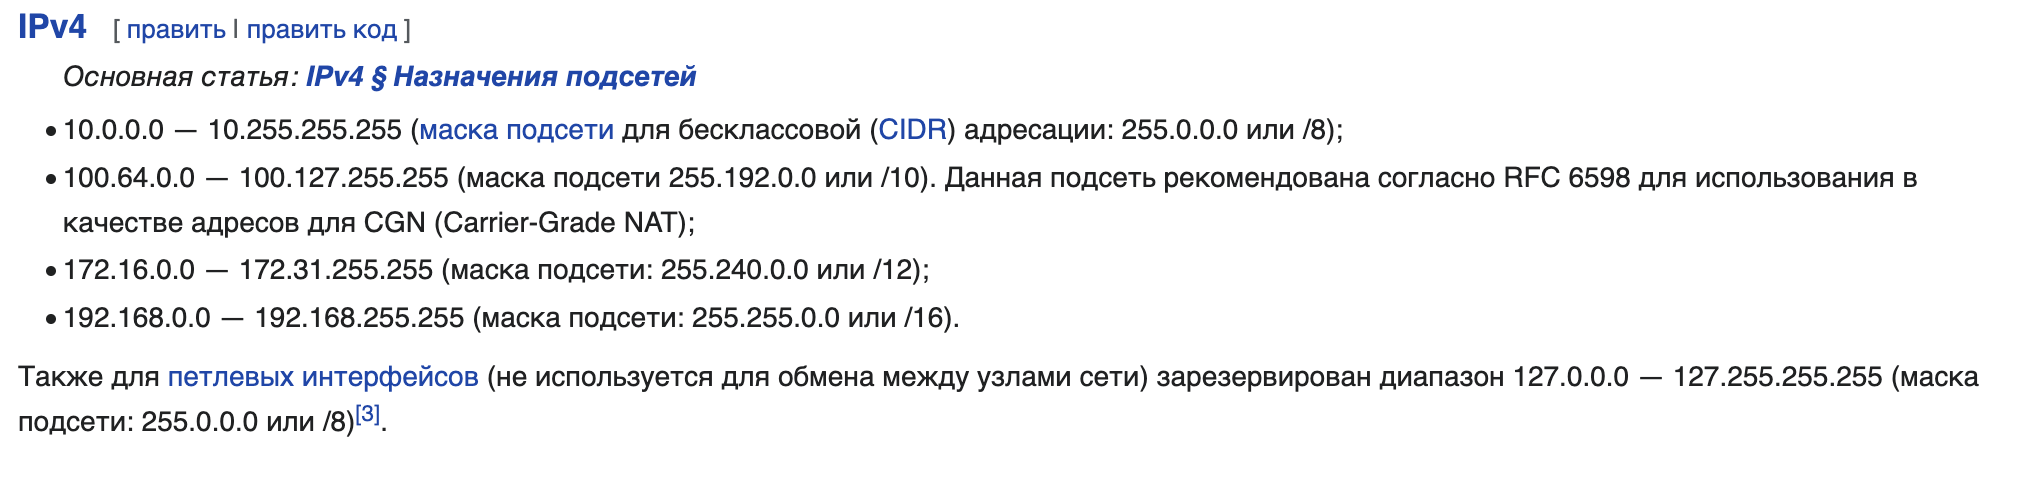 IPv4 [ править | править код ]
Основная статья: IPv4 § Назначения подсетей
• 10.0.0.0 — 10.255.255.255 (маска подсети для бесклассовой (CIDR) адресации: 255.0.0.0 или /8);
• 100.64.0.0 — 100.127.255.255 (маска подсети 255.192.0.0 или /10). Данная подсеть рекомендована согласно RFC 6598 для использования в
качестве адресов для CGN (Carrier-Grade NAT);
• 172.16.0.0 — 172.31.255.255 (маска подсети: 255.240.0.0 или /12);
• 192.168.0.0 — 192.168.255.255 (маска подсети: 255.255.0.0 или /16).
Также для петлевых интерфейсов (не используется для обмена между узлами сети) зарезервирован диапазон 127.0.0.0 — 127.255.255.255 (маска
подсети: 255.0.0.0 или /8)[3].